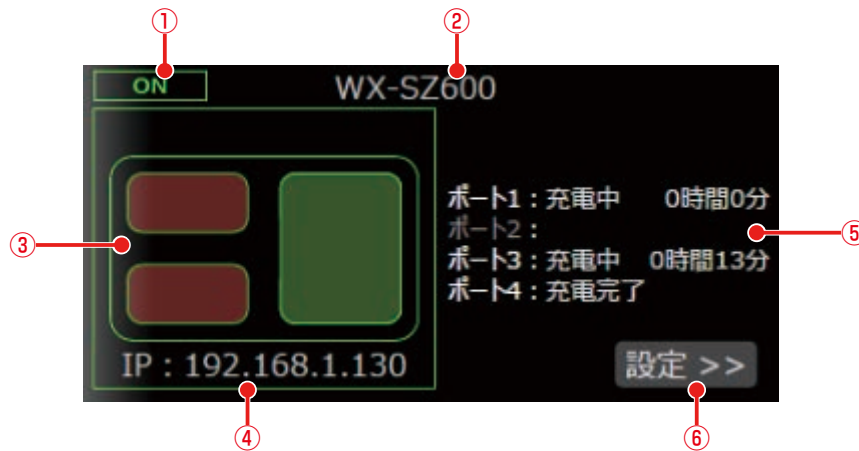 ① ②
ON WX-SZ600
ポート1：充電中 0時間0分
ポート2：
③ ⑤
ポート3：充電中 0時間13分
ポート4：充電完了
IP：192.168.1.130 設定 >>
④ ⑥